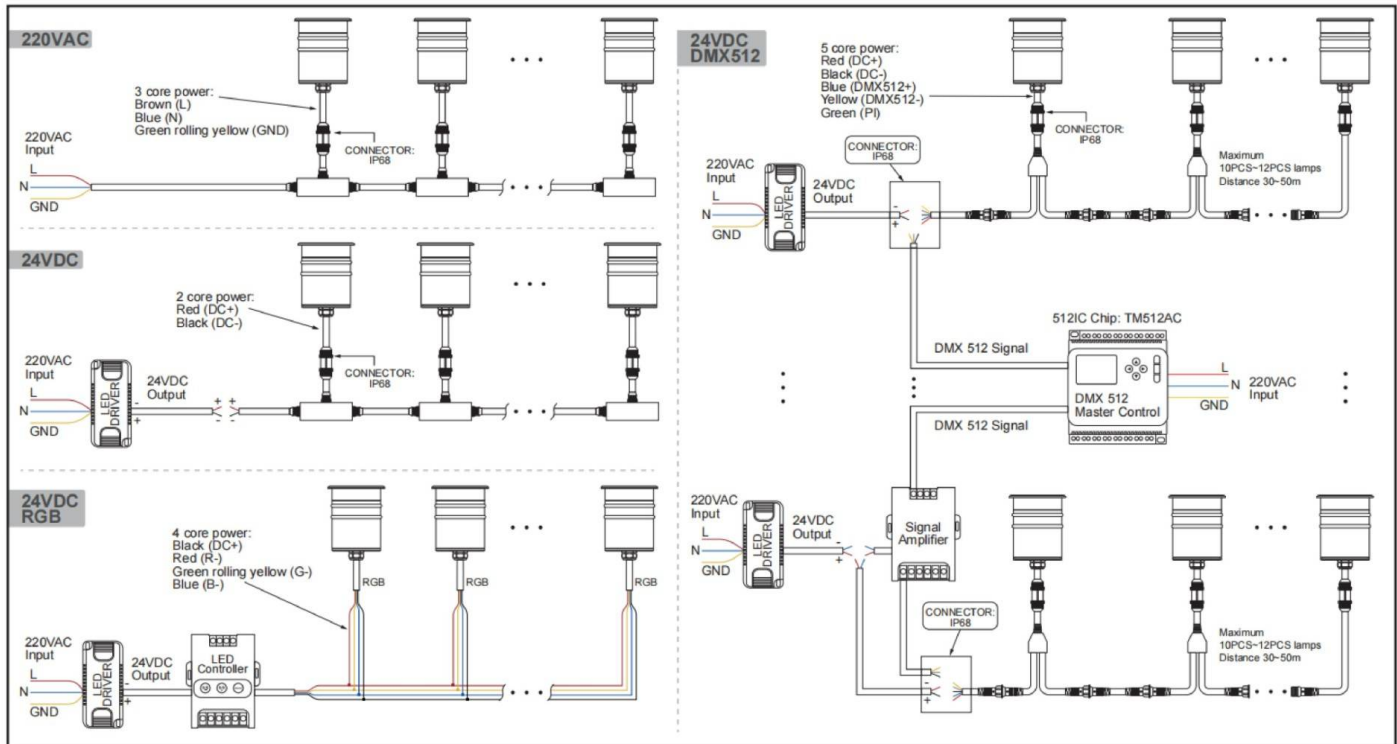 220VAC
3 core power:
Brown (L)
Blue (N)
Green rolling yellow (GND)
CONNECTOR:
IP68
220VAC
Input
L
N
GND
24VDC
2 core power:
Red (DC+)
Black (DC-)
CONNECTOR:
IP68
220VAC
Input
L
N
GND
LED
DRIVER
24VDC
Output
-
+
+ +
- -
24VDC
RGB
4 core power:
Black (DC+)
Red (R-)
Green rolling yellow (G-)
Blue (B-)
RGB
RGB
RGB
220VAC
Input
L
N
GND
LED
DRIVER
24VDC
Output
-
+
LED
Controller
24VDC
DMX512
5 core power:
Red (DC+)
Black (DC-)
Blue (DMX512+)
Yellow (DMX512-)
Green (PI)
CONNECTOR:
IP68
CONNECTOR:
IP68
220VAC
Input
L
N
GND
LED
DRIVER
24VDC
Output
-
+
Maximum
10PCS~12PCS lamps
Distance 30~50m
512IC Chip: TM512AC
DMX 512 Signal
DMX 512
Master Control
L
N
GND
220VAC
Input
DMX 512 Signal
220VAC
Input
L
N
GND
LED
DRIVER
24VDC
Output
-
+
Signal
Amplifier
CONNECTOR:
IP68
-
+
Maximum
10PCS~12PCS lamps
Distance 30~50m